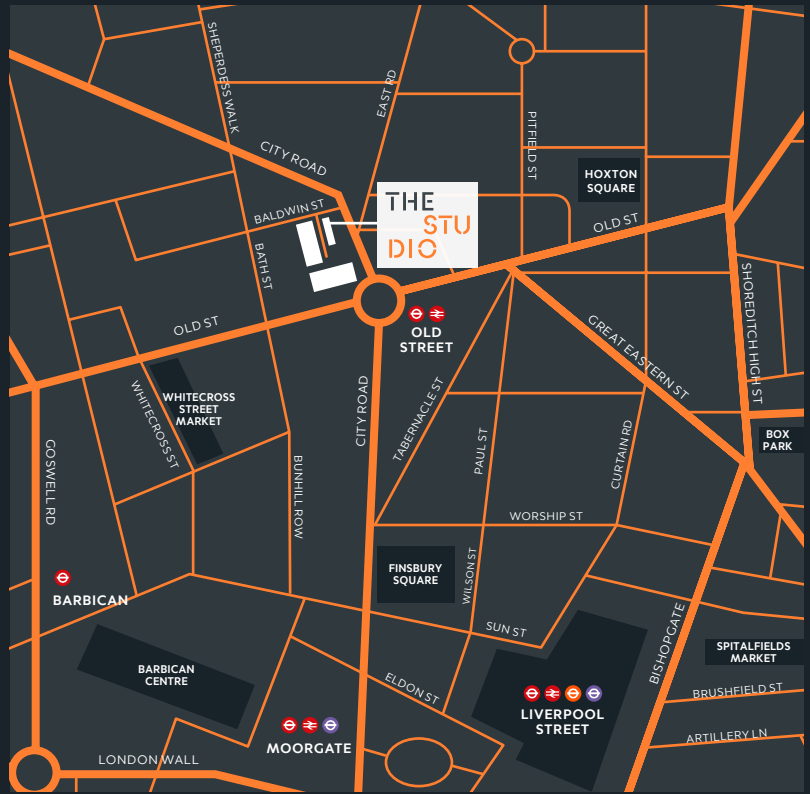 SHEPERDESS WALK
EAST RD
PITFIELD ST
CITY ROAD
HOXTON
SQUARE
THE
STU
DIO
BALDWIN ST
OLD ST
BATH ST
SHOREDITCH HIGH ST
OLD ST
OLD
STREET
GREAT EASTERN ST
WHITECROSS
STREET
MARKET
WHITECROSS ST
CITY ROAD
TABERNACLE ST
PAUL ST
CURTAIN RD
BOX
PARK
GOSWELL RD
BUNHILL ROW
WORSHIP ST
FINSBURY
SQUARE
WILSON ST
BARBICAN
SUN ST
BISHOPGATE
SPITALFIELDS
MARKET
BARBICAN
CENTRE
ELDON ST
BRUSHFIELD ST
LIVERPOOL
STREET
MOORGATE
ARTILLERY LN
LONDON WALL